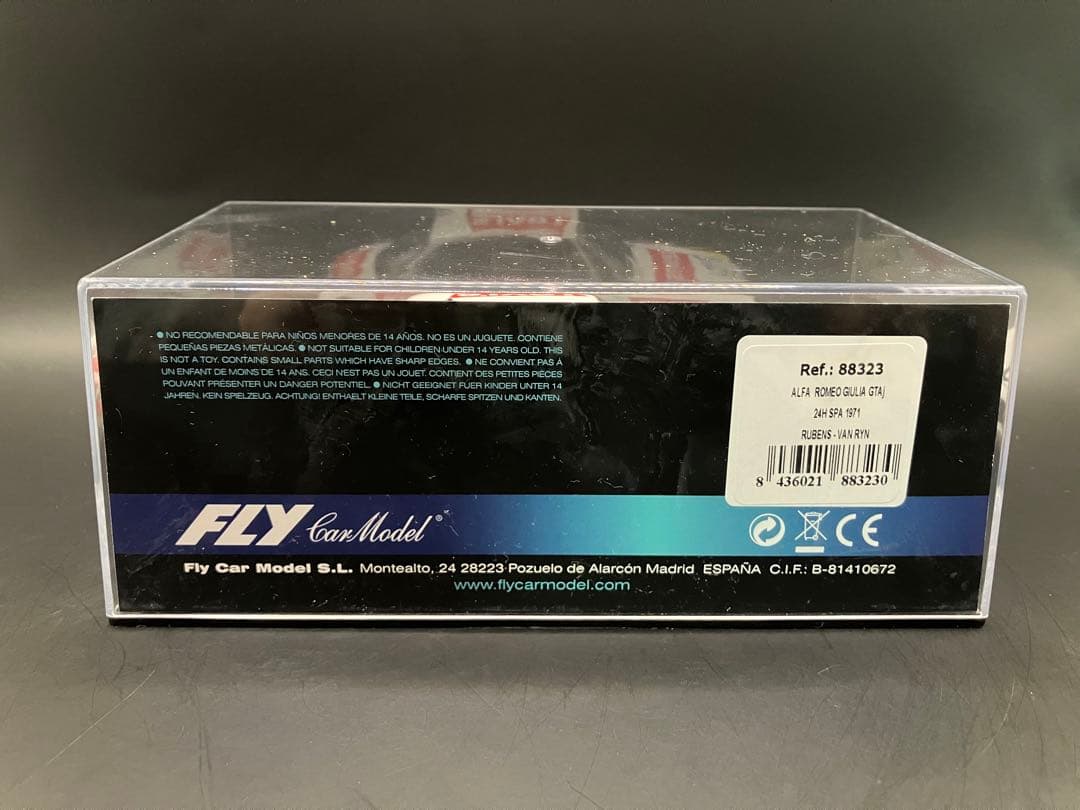 ●NO RECOMENDABLE PARA NIÑOS MENORES DE 14 AÑOS. NO ES UN JUGUETE. CONTIENE
PEQUEÑAS PIEZAS METÁLICAS. ● NOT SUITABLE FOR CHILDREN UNDER 14 YEARS OLD. THIS
IS NOT A TOY. CONTAINS SMALL PARTS WHICH HAVE SHARP EDGES. ● NE CONVIENT PAS Á
UN ENFANT DE MOINS DE 14 ANS. CECI N'EST PAS UN JOUET. CONTIENT DES PETITES PIÈCES
POUVANT PRÉSENTER UN DANGER POTENTIEL. ● NICHT GEEIGNET FUER KINDER UNTER 14
JAHREN. KEIN SPIELZEUG. ACHTUNG! ENTHAELT KLEINE TEILE, SCHARFE SPITZEN UND KANTEN.
Ref.: 88323
ALFA ROMEO GIULIA GTAj
24H SPA 1971
RUBENS - VAN RYN
8 436021 883230
FLY Car Model®
CE
Fly Car Model S.L. Montealto, 24 28223 Pozuelo de Alarcón Madrid ESPAÑA C.I.F.: B-81410672
www.flycarmodel.com